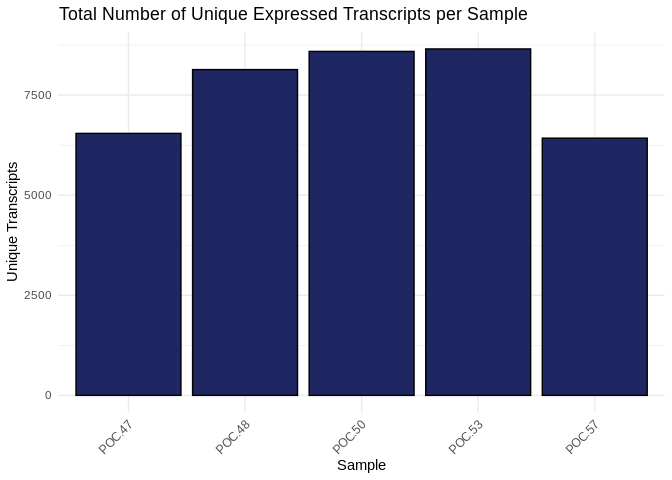 Total Number of Unique Expressed Transcripts per Sample
Unique Transcripts
7500
5000
2500
0
POC.47
POC.48
POC.50
POC.53
POC.57
Sample